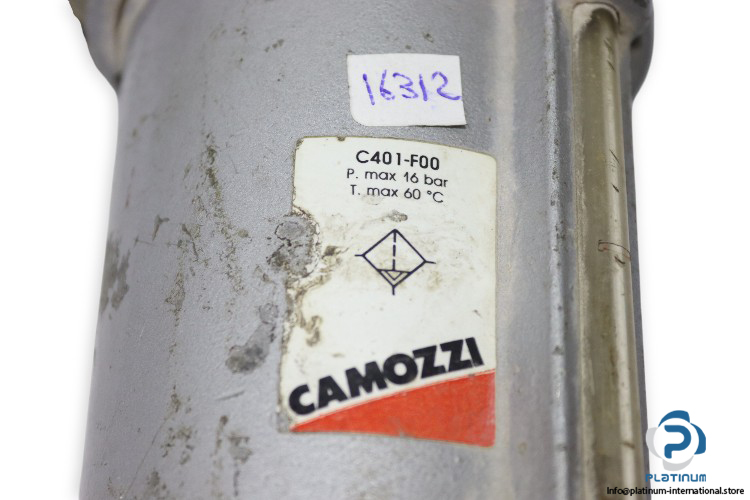 16312
C401-F00
P. max 16 bar
T. max 60 °C
CAMOZZI
PLATINUM
Info@platinum-international.store